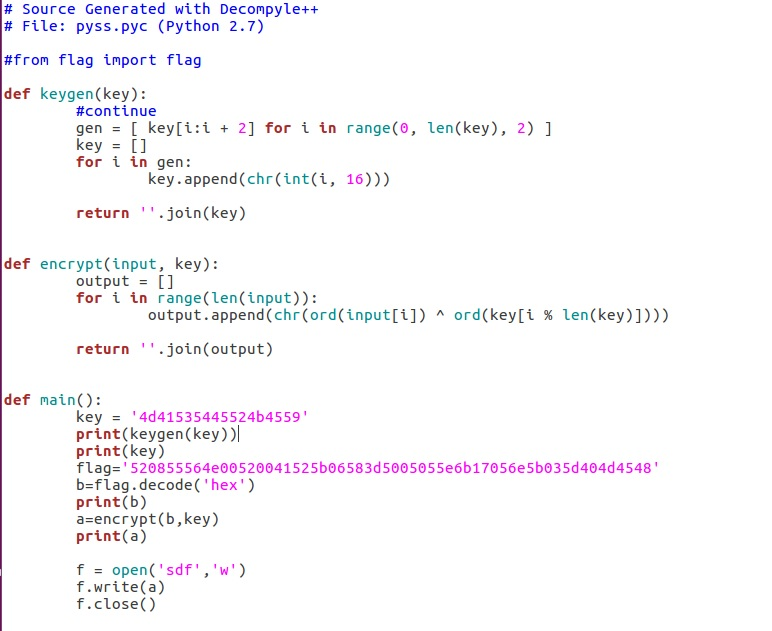 # Source Generated with Decompyle++
# File: pyss.pyc (Python 2.7)
#from flag import flag
def keygen(key):
#continue
gen = [ key[i:i + 2] for i in range(0, len(key), 2) ]
key = []
for i in gen:
key.append(chr(int(i, 16)))
return ''.join(key)
def encrypt(input, key):
output = []
for i in range(len(input)):
output.append(chr(ord(input[i]) ^ ord(key[i % len(key)])))
return ''.join(output)
def main():
key = '4d41535445524b4559'
print(keygen(key))
print(key)
flag='520855564e00520041525b06583d5005055e6b17056e5b035d404d4548'
b=flag.decode('hex')
print(b)
a=encrypt(b,key)
print(a)
f = open('sdf','w')
f.write(a)
f.close()